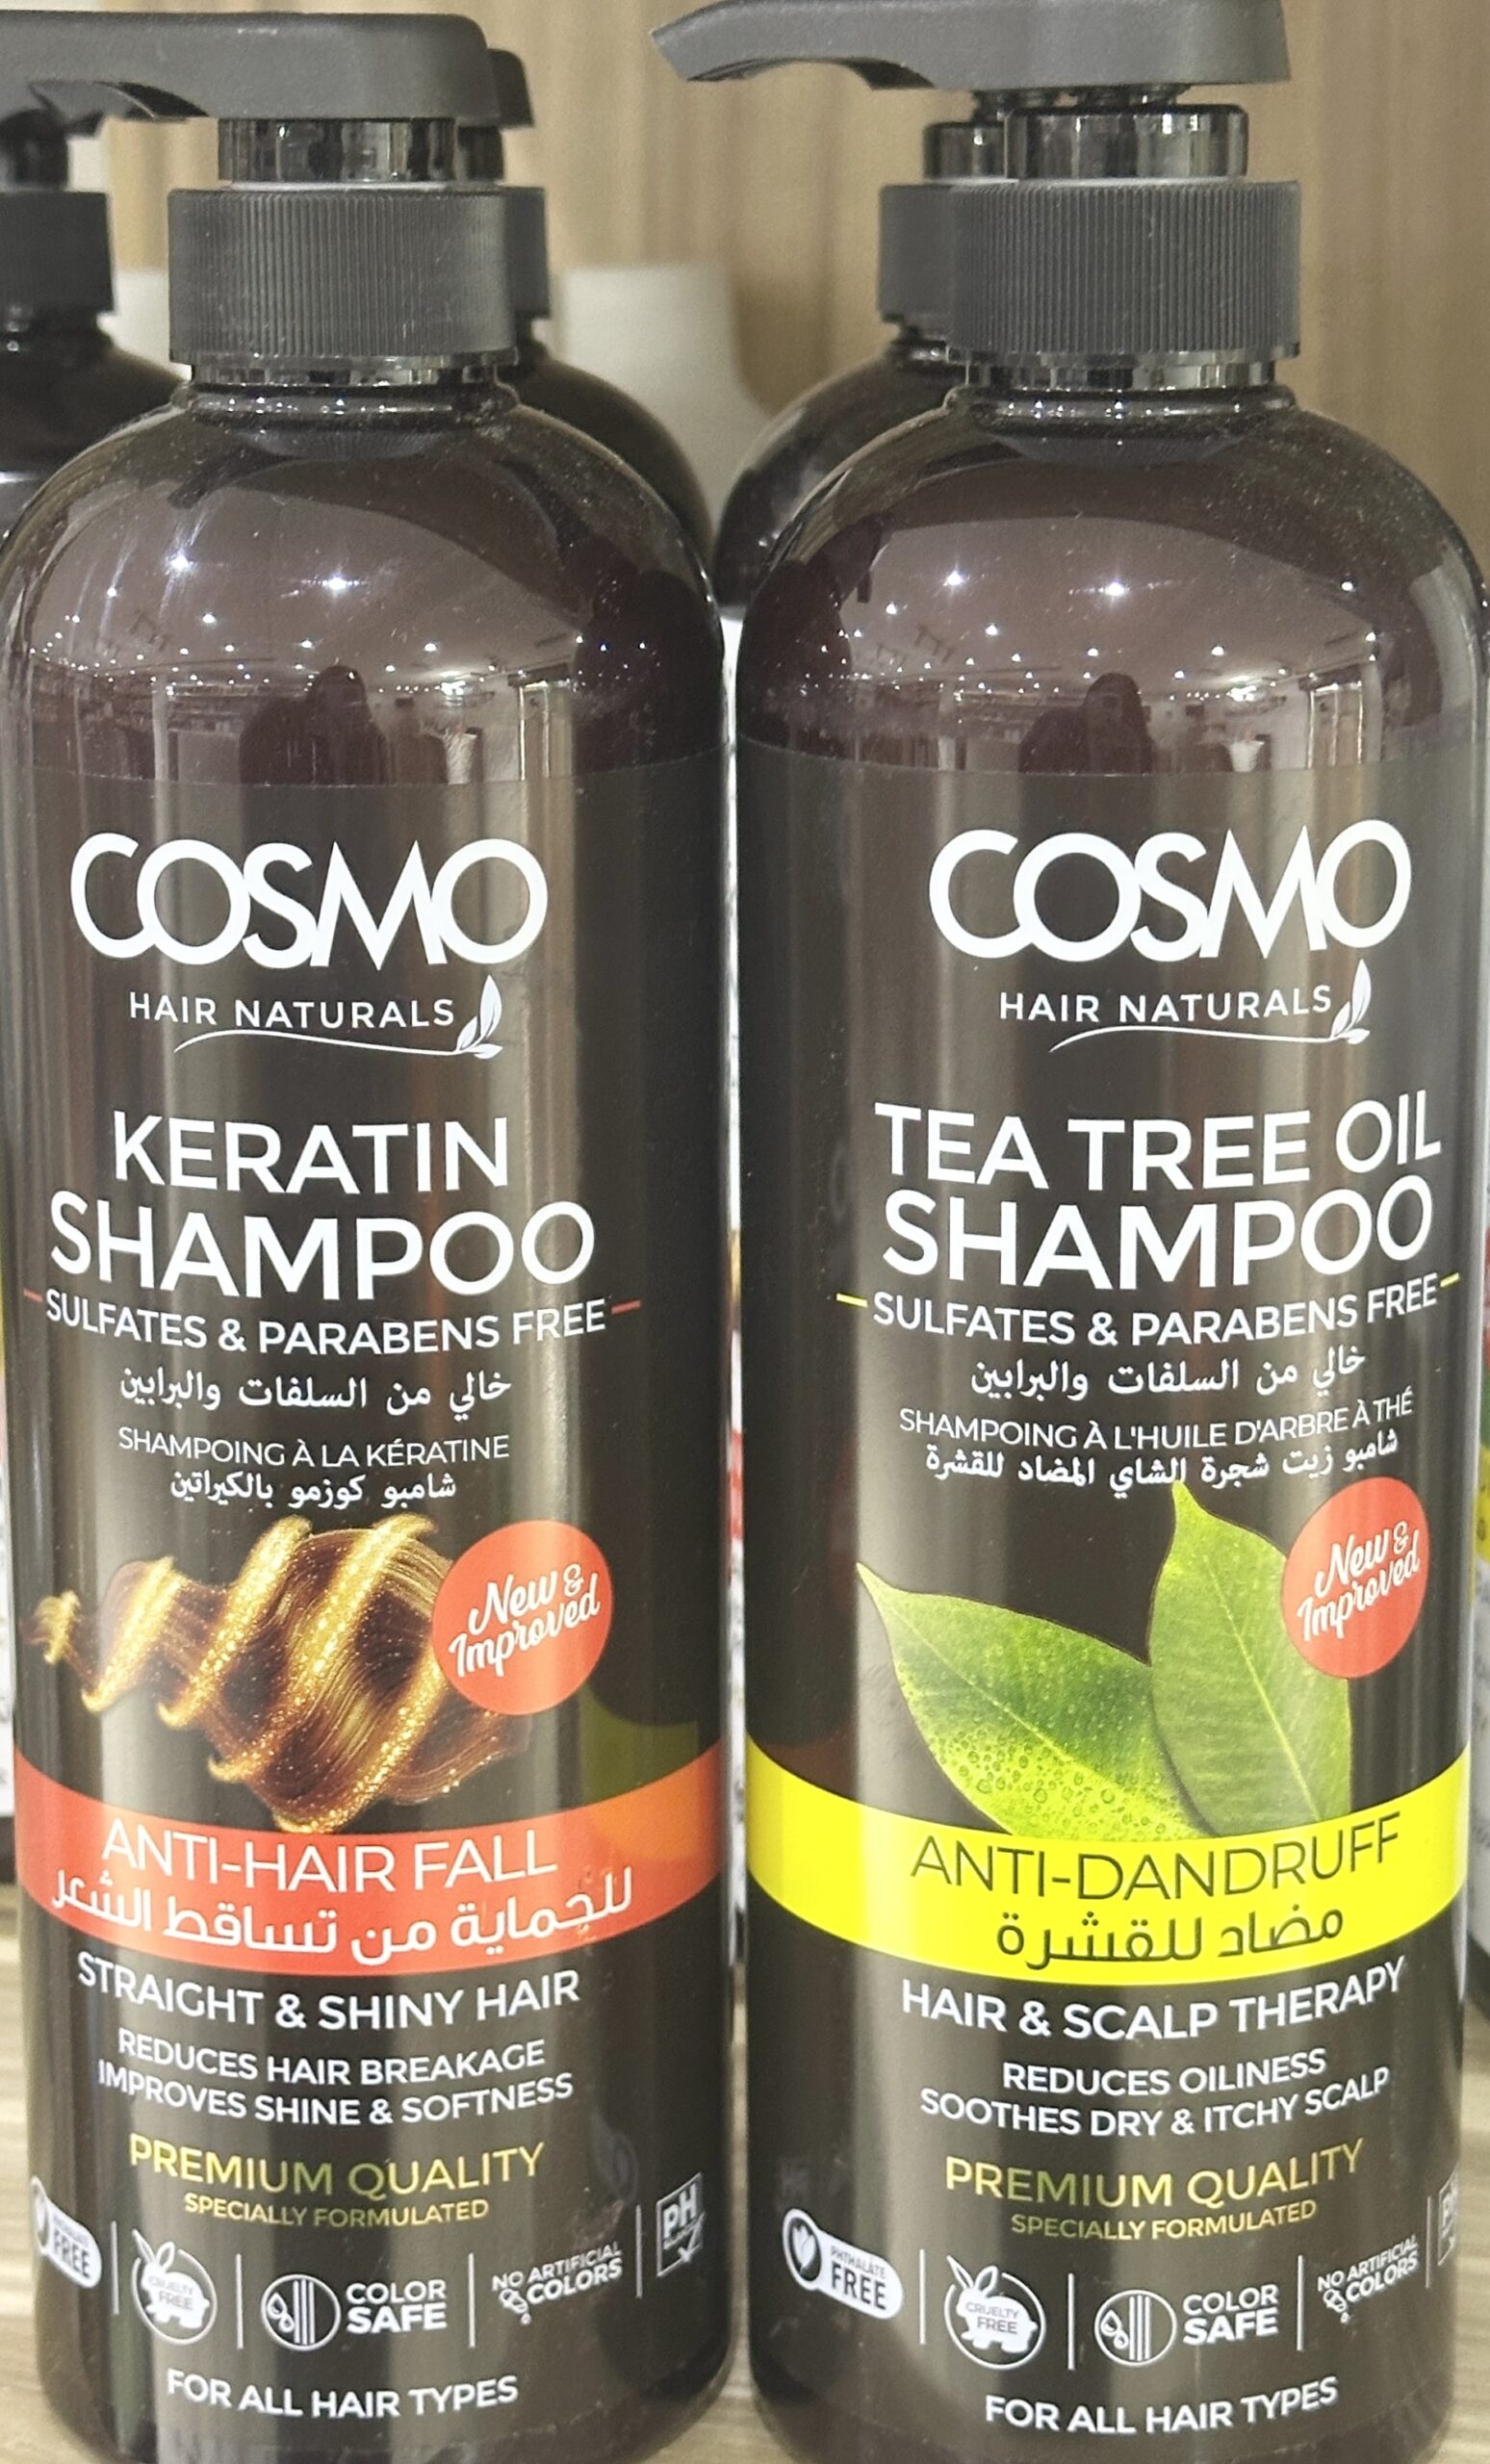 COSMO
HAIR NATURALS
KERATIN
SHAMPOO
SULFATES & PARABENS FREE
خالي من السلفات والبرابين
SHAMPOING À LA KÉRATINE
شامبو كوزمو بالكيراتين
New &
Improved
ANTI-HAIR FALL
للحماية من تساقط الشعر
STRAIGHT & SHINY HAIR
REDUCES HAIR BREAKAGE
IMPROVES SHINE & SOFTNESS
PREMIUM QUALITY
SPECIALLY FORMULATED
FREE
CRUELTY
FREE
COLOR
SAFE
NO ARTIFICIAL
COLORS
PH
FOR ALL HAIR TYPES
COSMO
HAIR NATURALS
TEA TREE OIL
SHAMPOO
SULFATES & PARABENS FREE
خالي من السلفات والبرابين
SHAMPOING À L'HUILE D'ARBRE À THÉ
شامبو زيت شجرة الشاي المضاد للقشرة
New &
Improved
ANTI-DANDRUFF
مضاد للقشرة
HAIR & SCALP THERAPY
REDUCES OILINESS
SOOTHES DRY & ITCHY SCALP
PREMIUM QUALITY
SPECIALLY FORMULATED
PHTHALATE
FREE
CRUELTY
FREE
COLOR
SAFE
NO ARTIFICIAL
COLORS
FOR ALL HAIR TYPES